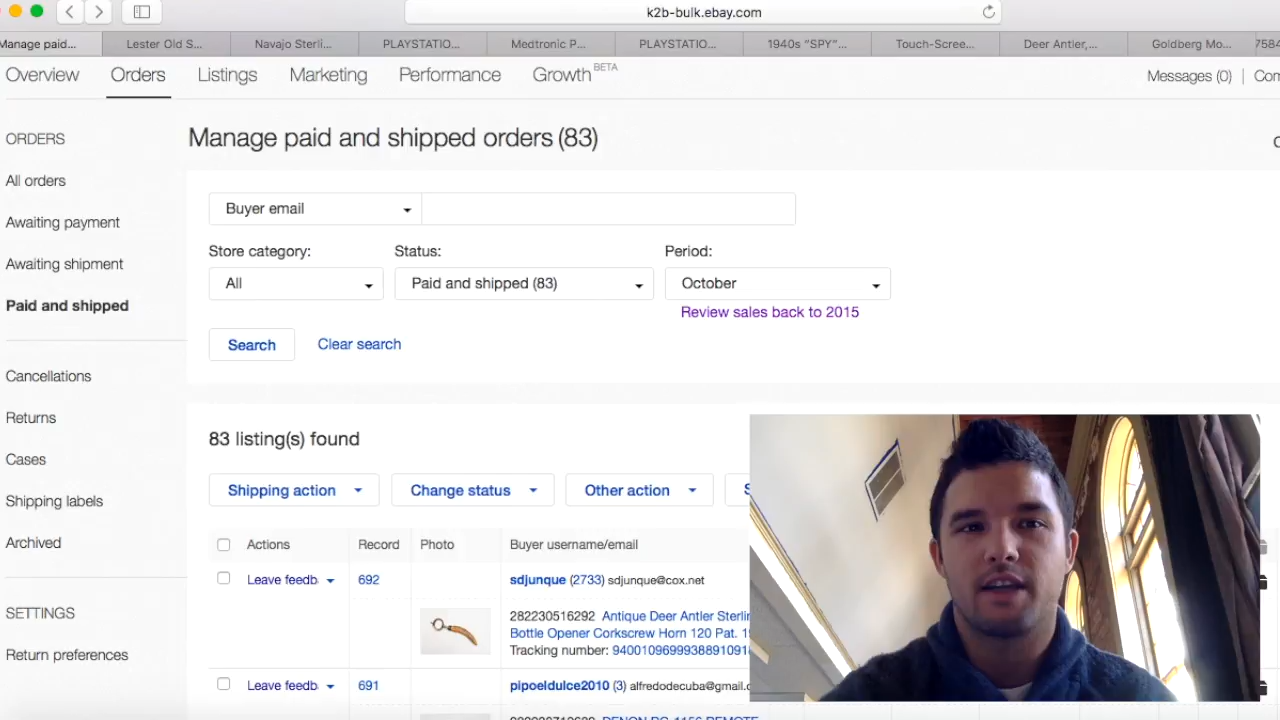 k2b-bulk.ebay.com
Manage paid...
Lester Old S...
Navajo Sterli...
PLAYSTATIO...
Medtronic P...
PLAYSTATIO...
1940s "SPY"...
Touch-Scree...
Deer Antler,...
Goldberg Mo...
Overview
Orders
Listings
Marketing
Performance
Growth BETA
Messages (0) |
ORDERS
All orders
Awaiting payment
Awaiting shipment
Paid and shipped
Cancellations
Returns
Cases
Shipping labels
Archived
SETTINGS
Return preferences
Manage paid and shipped orders (83)
Buyer email
Store category:
Status:
Period:
All
Paid and shipped (83)
October
Review sales back to 2015
Search
Clear search
83 listing(s) found
Shipping action
Change status
Other action
Actions
Record
Photo
Buyer username/email
Leave feedb
692
sdjunque (2733) sdjunque@cox.net
282230516292 Antique Deer Antler Sterlin
Bottle Opener Corkscrew Horn 120 Pat. 19
Tracking number:
Leave feedb
691
pipoeldulce2010 (3) alfredodecuba@gmail.c